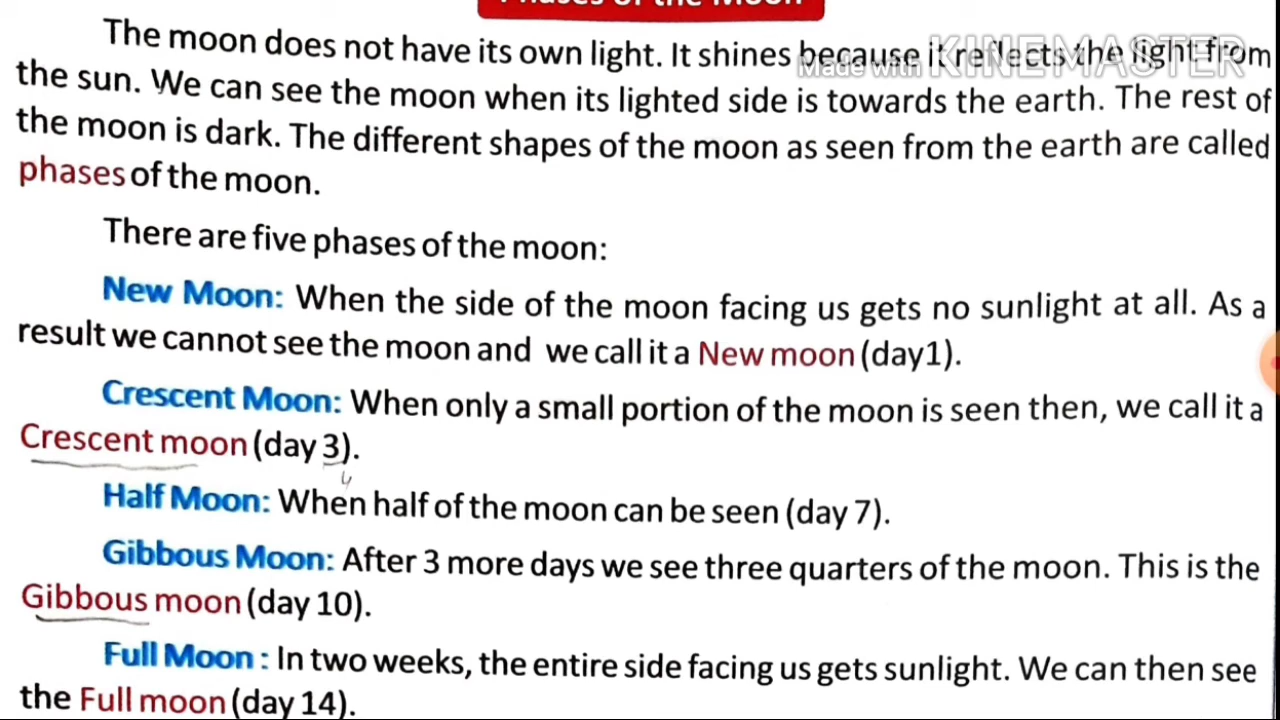 Phases of the Moon
The moon does not have its own light. It shines because it reflects the light from
Made with KINEMASTER
the sun. We can see the moon when its lighted side is towards the earth. The rest of
the moon is dark. The different shapes of the moon as seen from the earth are called
phases of the moon.
There are five phases of the moon:
New Moon: When the side of the moon facing us gets no sunlight at all. As a
result we cannot see the moon and we call it a New moon (day1).
Crescent Moon: When only a small portion of the moon is seen then, we call it a
Crescent moon (day 3).
Half Moon: When half of the moon can be seen (day 7).
Gibbous Moon: After 3 more days we see three quarters of the moon. This is the
Gibbous moon (day 10).
Full Moon : In two weeks, the entire side facing us gets sunlight. We can then see
the Full moon (day 14).